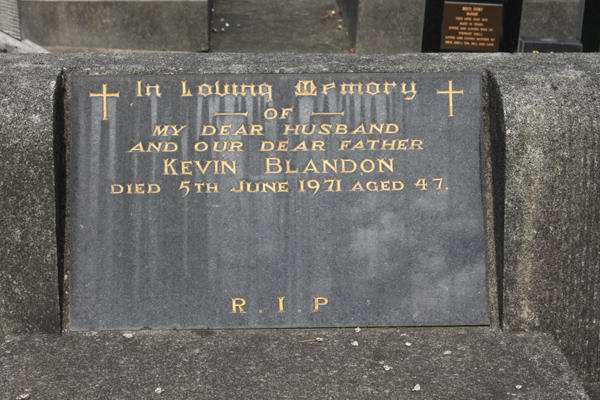 In Loving Memory
OF
MY DEAR HUSBAND
AND OUR DEAR FATHER
KEVIN BLANDON
DIED 5TH JUNE 1971 AGED 47.
R. I. P